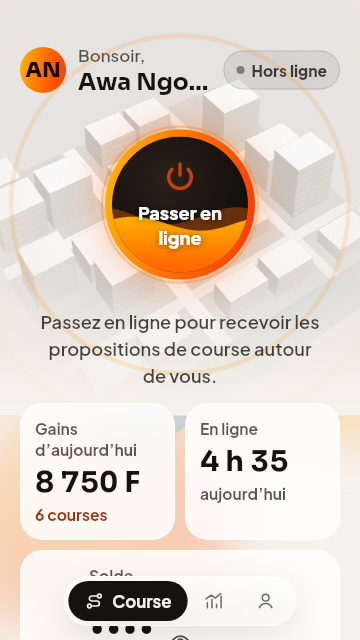 AN
Bonsoir,
Awa Ngo...
Hors ligne
Passer en
ligne
Passez en ligne pour recevoir les
propositions de course autour
de vous.
Gains
d’aujourd’hui
8 750 F
6 courses
En ligne
4 h 35
aujourd’hui
Solde
Course